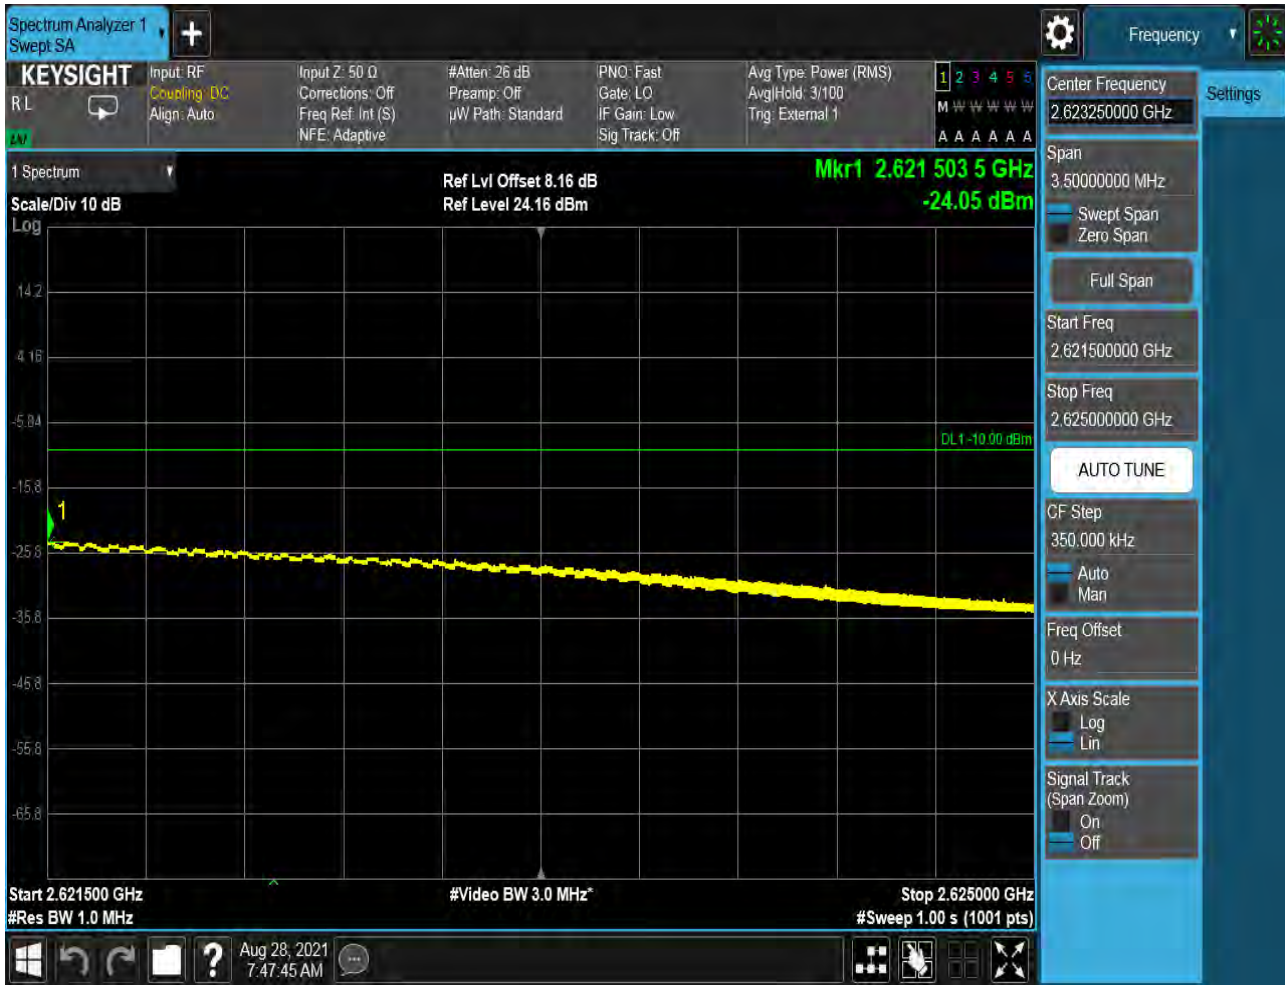 Spectrum Analyzer 1
Swept SA
Frequency
KEYSIGHT
R L
LNI
Input: RF
Coupling: DC
Align: Auto
Input Z: 50 Ω
Corrections: Off
Freq Ref: Int (S)
NFE: Adaptive
#Atten: 26 dB
Preamp: Off
µW Path: Standard
PNO: Fast
Gate: LO
IF Gain: Low
Sig Track: Off
Avg Type: Power (RMS)
Avg|Hold: 3/100
Trig: External 1
1 2 3 4 5 6
M W W W W W
A A A A A A
1 Spectrum
Scale/Div 10 dB
Log
Ref Lvl Offset 8.16 dB
Ref Level 24.16 dBm
Mkr1 2.621 503 5 GHz
-24.05 dBm
14.2
4.16
-5.84
DL1 -10.00 dBm
-15.8
1
-25.8
-35.8
-45.8
-55.8
-65.8
Start 2.621500 GHz
#Res BW 1.0 MHz
#Video BW 3.0 MHz*
Stop 2.625000 GHz
#Sweep 1.00 s (1001 pts)
Center Frequency
2.623250000 GHz
Settings
Span
3.50000000 MHz
Swept Span
Zero Span
Full Span
Start Freq
2.621500000 GHz
Stop Freq
2.625000000 GHz
AUTO TUNE
CF Step
350.000 kHz
Auto
Man
Freq Offset
0 Hz
X Axis Scale
Log
Lin
Signal Track
(Span Zoom)
On
Off
?
Aug 28, 2021
7:47:45 AM